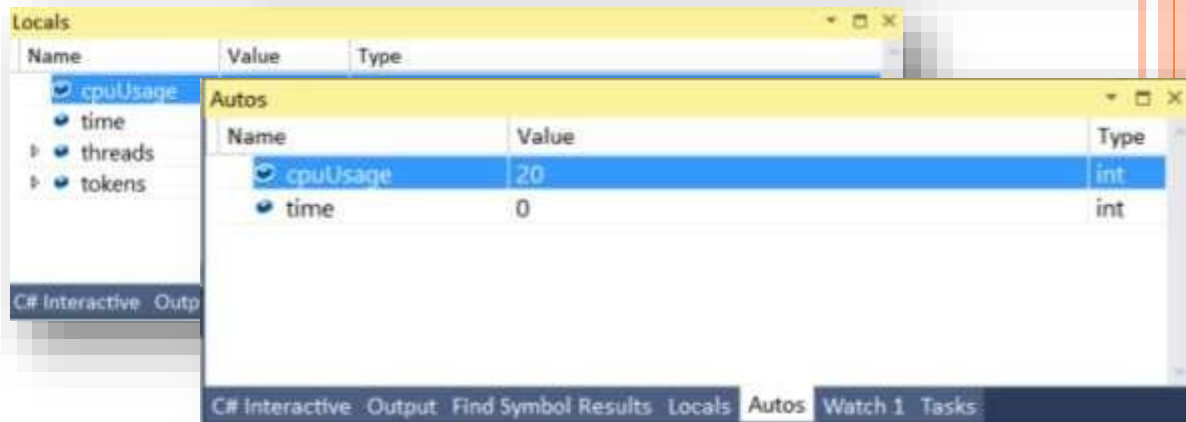 Locals
Name Value Type
cpuUsage
time
threads
tokens
C# Interactive Outp
Autos
Name Value Type
cpuUsage 20 int
time 0 int
C# Interactive Output Find Symbol Results Locals Autos Watch 1 Tasks